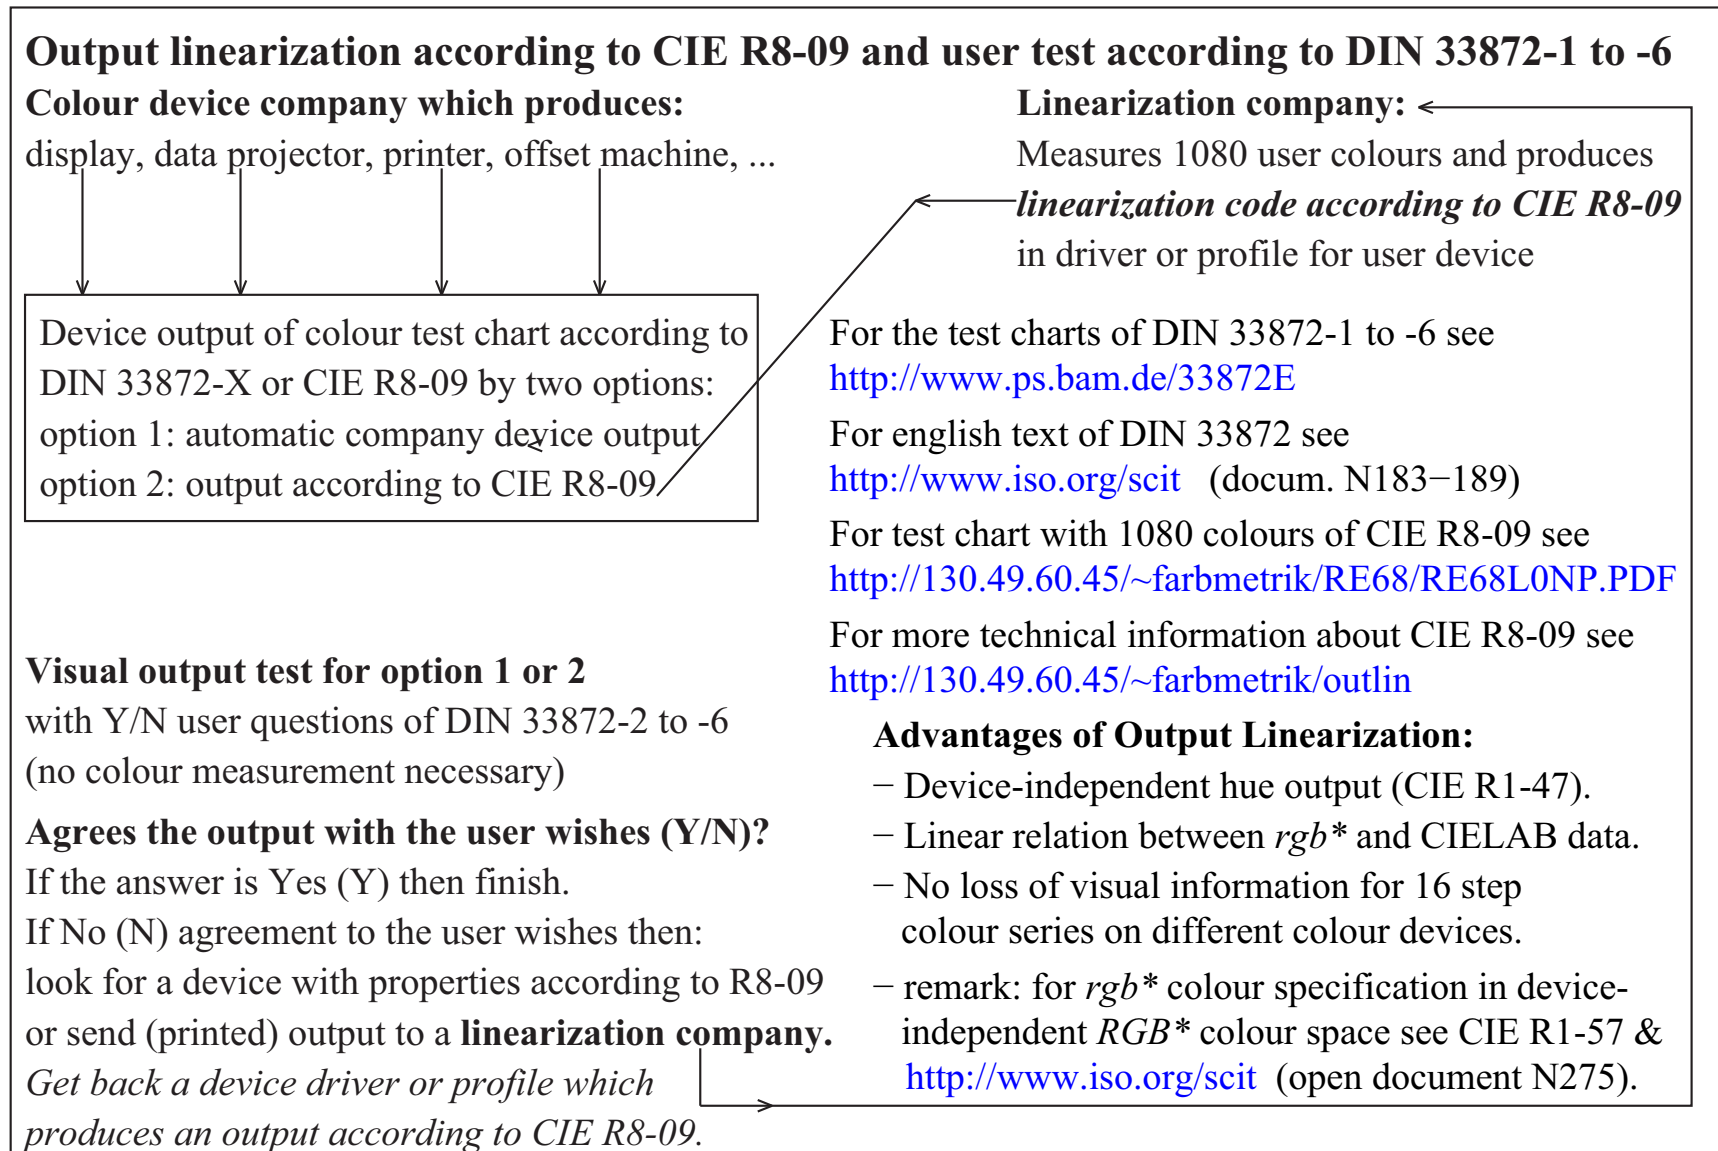 Output linearization according to CIE R8-09 and user test according to DIN 33872-1 to -6
Colour device company which produces:
display, data projector, printer, offset machine, ...
Linearization company:
Measures 1080 user colours and produces
linearization code according to CIE R8-09
in driver or profile for user device
Device output of colour test chart according to
DIN 33872-X or CIE R8-09 by two options:
option 1: automatic company device output
option 2: output according to CIE R8-09
For the test charts of DIN 33872-1 to -6 see
http://www.ps.bam.de/33872E
For english text of DIN 33872 see
http://www.iso.org/scit (docum. N183−189)
For test chart with 1080 colours of CIE R8-09 see
http://130.49.60.45/~farbmetrik/RE68/RE68L0NP.PDF
For more technical information about CIE R8-09 see
http://130.49.60.45/~farbmetrik/outlin
Visual output test for option 1 or 2
with Y/N user questions of DIN 33872-2 to -6
(no colour measurement necessary)
Agrees the output with the user wishes (Y/N)?
If the answer is Yes (Y) then finish.
If No (N) agreement to the user wishes then:
look for a device with properties according to R8-09
or send (printed) output to a linearization company.
Get back a device driver or profile which
produces an output according to CIE R8-09.
Advantages of Output Linearization:
− Device-independent hue output (CIE R1-47).
− Linear relation between rgb* and CIELAB data.
− No loss of visual information for 16 step
colour series on different colour devices.
− remark: for rgb* colour specification in device-
independent RGB* colour space see CIE R1-57 &
http://www.iso.org/scit (open document N275).